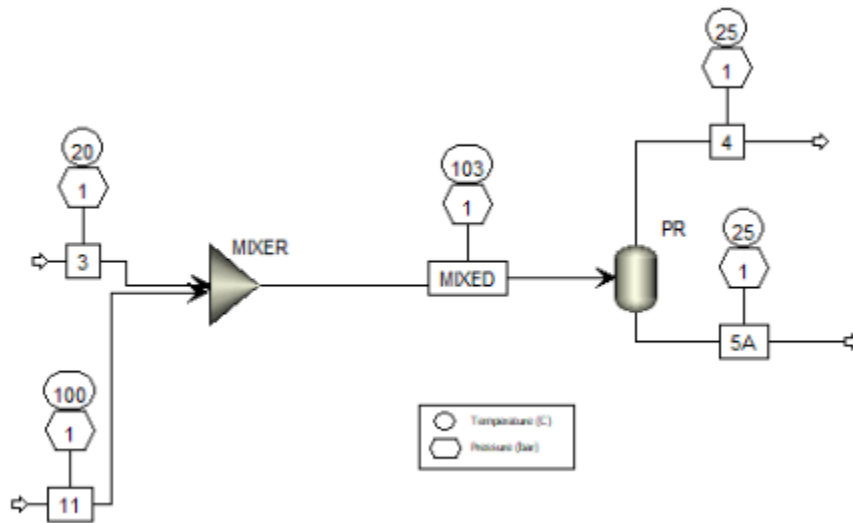 25
1
4
20
1
3
MIXER
103
1
MIXED
PR
25
1
5A
100
1
11
Temperature (C)
Pressure (bar)